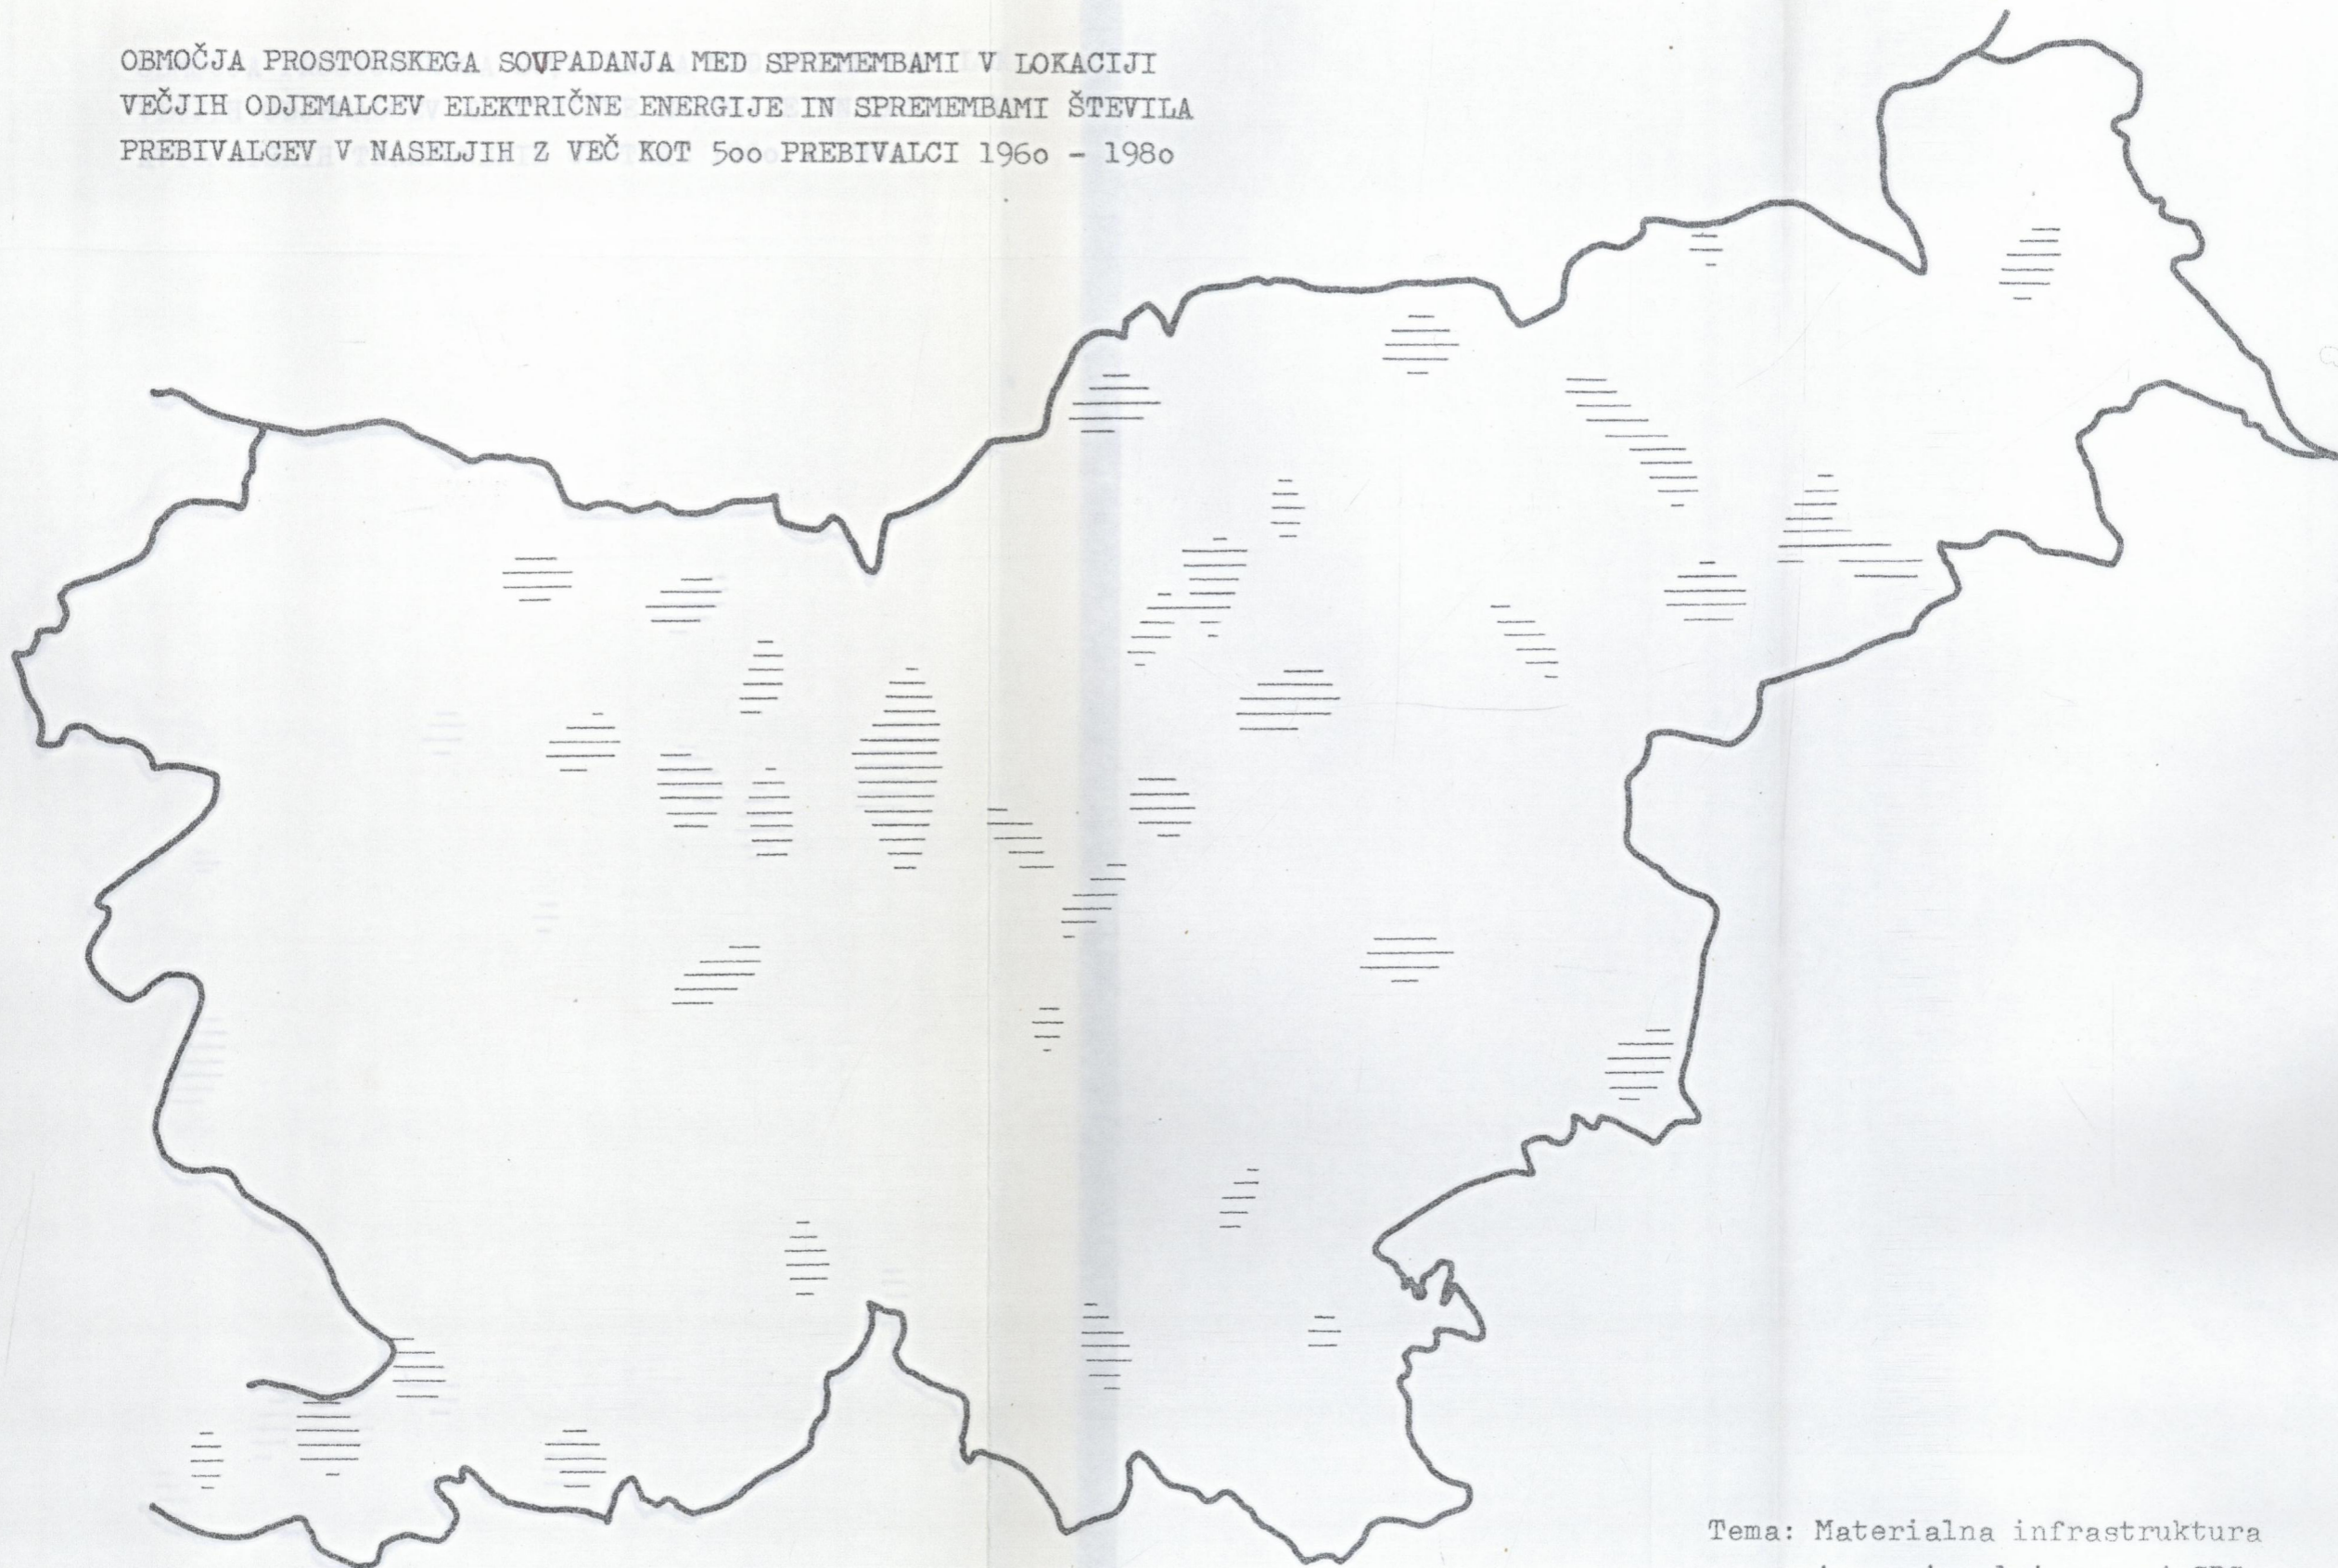 OBMOČJA PROSTORSKEGA SOVPADANJA MED SPREMEMBAMI V LOKACIJI
VEČJIH ODJEMALCEV ELEKTRIČNE ENERGIJE IN SPREMEMBAMI ŠTEVILA
PREBIVALCEV V NASELJIH Z VEČ KOT 5oo PREBIVALCI 196o - 198o
Tema: Materialna infrastruktura